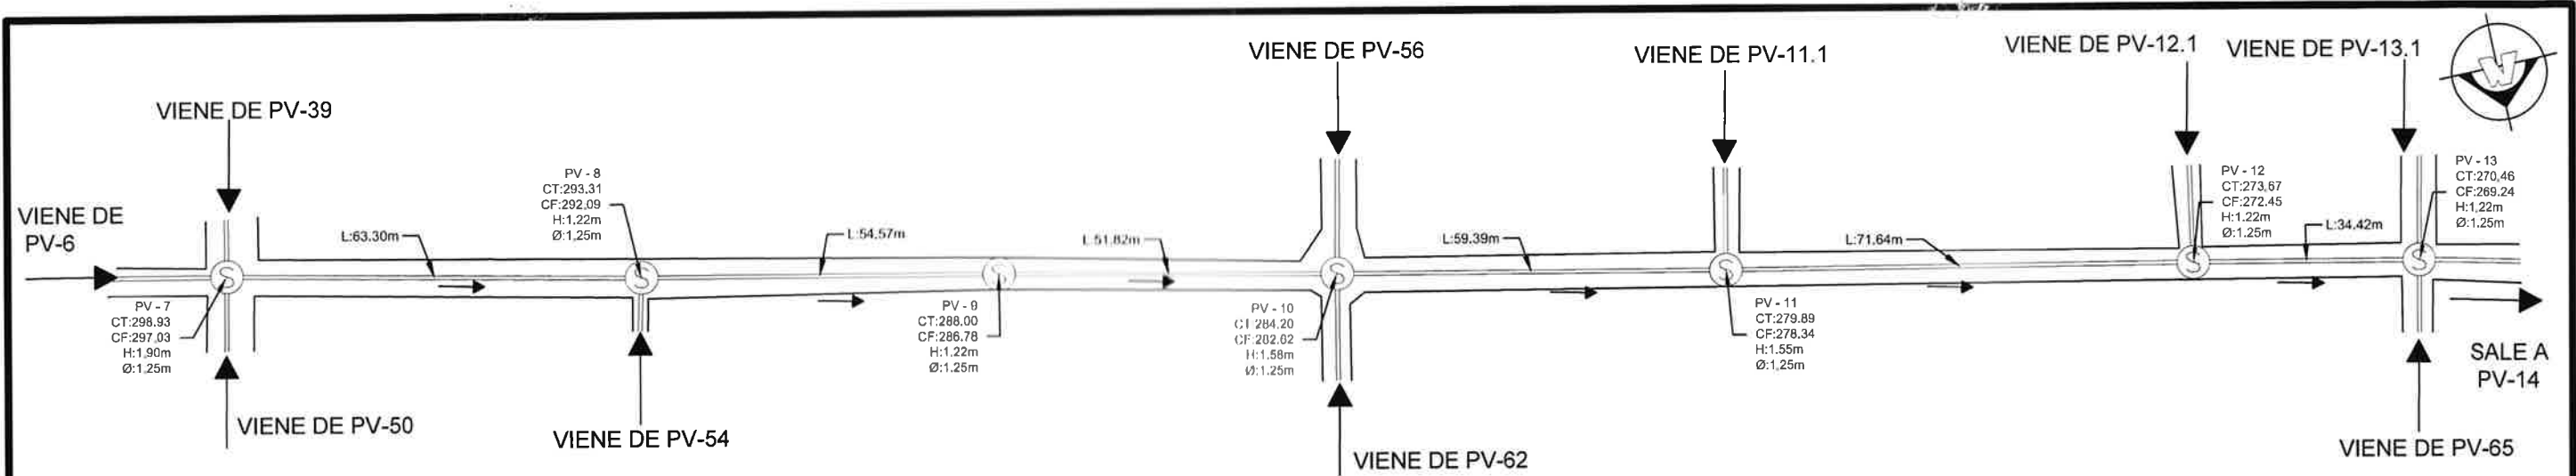 VIENE DE PV-39
VIENE DE PV-56
VIENE DE PV-11.1
VIENE DE PV-12.1
VIENE DE PV-13.1
N
VIENE DE
PV-6
PV - 7
CT:298.93
CF:297.03
H:1.90m
Ø:1.25m
S
L:63.30m
PV - 8
CT:293.31
CF:292.09
H:1.22m
Ø:1.25m
S
L:54.57m
PV - 9
CT:288.00
CF:286.78
H:1.22m
Ø:1.25m
S
L:51.82m
PV - 10
CT:284.20
CF:282.62
H:1.58m
Ø:1.25m
S
L:59.39m
PV - 11
CT:279.89
CF:278.34
H:1.55m
Ø:1.25m
S
L:71.64m
PV - 12
CT:273.67
CF:272.45
H:1.22m
Ø:1.25m
S
L:34.42m
PV - 13
CT:270.46
CF:269.24
H:1.22m
Ø:1.25m
S
SALE A
PV-14
VIENE DE PV-50
VIENE DE PV-54
VIENE DE PV-62
VIENE DE PV-65